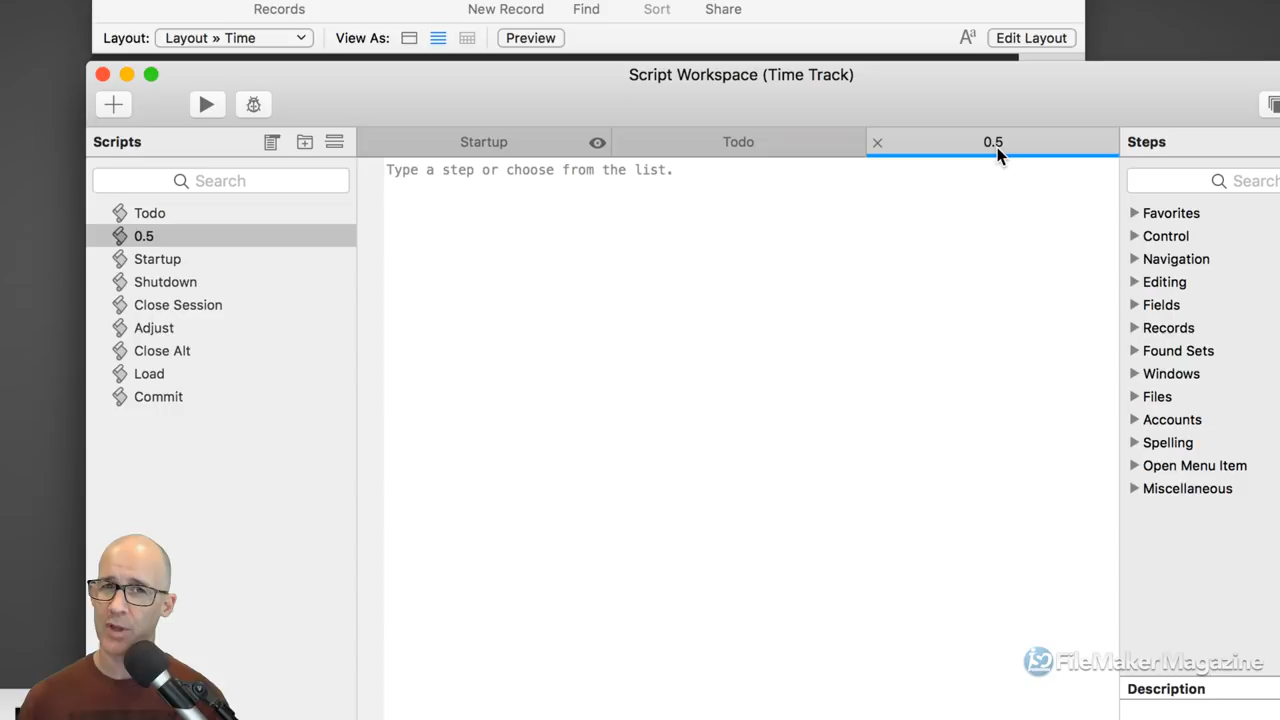 Records
New Record
Find
Sort
Share
Layout:
Layout » Time
View As:
Preview
Aa
Edit Layout
Script Workspace (Time Track)
Scripts
Startup
Todo
0.5
Steps
Search
Type a step or choose from the list.
Search
Todo
0.5
Startup
Shutdown
Close Session
Adjust
Close Alt
Load
Commit
Favorites
Control
Navigation
Editing
Fields
Records
Found Sets
Windows
Files
Accounts
Spelling
Open Menu Item
Miscellaneous
FileMakerMagazine
Description